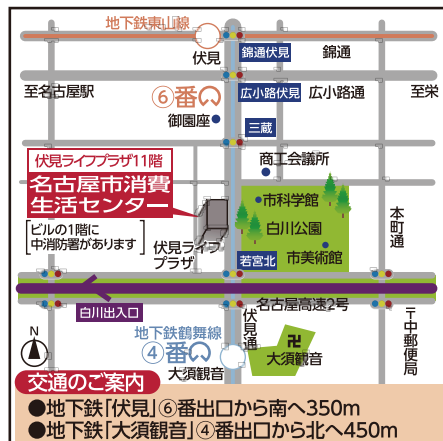 地下鉄東山線
伏見
錦通伏見
錦通
至名古屋駅
⑥番
広小路伏見
広小路通
至栄
御園座
三蔵
伏見ライフプラザ11階
名古屋市消費
生活センター
ビルの1階に
中消防署があります
商工会議所
市科学館
白川公園
市美術館
本町通
伏見ライフ
プラザ
若宮北
白川出入口
名古屋高速2号
伏見通
〒中郵便局
N
地下鉄鶴舞線
④番
大須観音
卍
大須観音
交通のご案内
●地下鉄「伏見」⑥番出口から南へ350m
●地下鉄「大須観音」④番出口から北へ450m